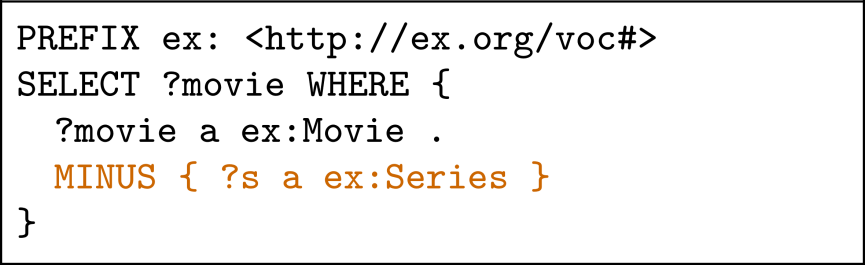 PREFIX ex: <http://ex.org/voc#>
SELECT ?movie WHERE {
  ?movie a ex:Movie .
  MINUS { ?s a ex:Series }
}